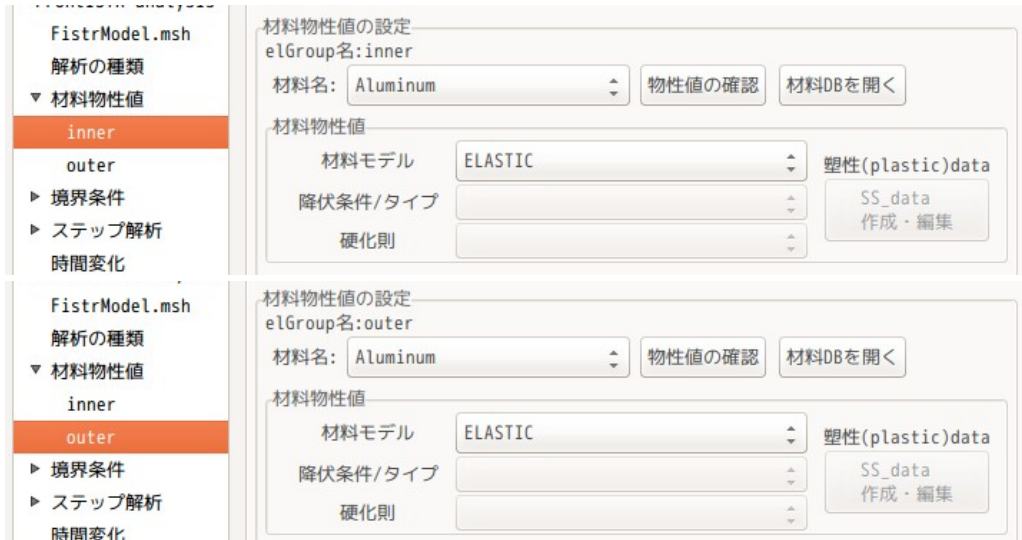 FistrModel.msh
解析の種類
▼ 材料物性値
inner
outer
▶ 境界条件
▶ ステップ解析
時間変化
材料物性値の設定
elGroup名:inner
材料名: Aluminum 物性値の確認 材料DBを開く
材料物性値
材料モデル ELASTIC
降伏条件/タイプ
硬化則
塑性(plastic)data
SS_data
作成・編集
FistrModel.msh
解析の種類
▼ 材料物性値
inner
outer
▶ 境界条件
▶ ステップ解析
時間変化
材料物性値の設定
elGroup名:outer
材料名: Aluminum 物性値の確認 材料DBを開く
材料物性値
材料モデル ELASTIC
降伏条件/タイプ
硬化則
塑性(plastic)data
SS_data
作成・編集